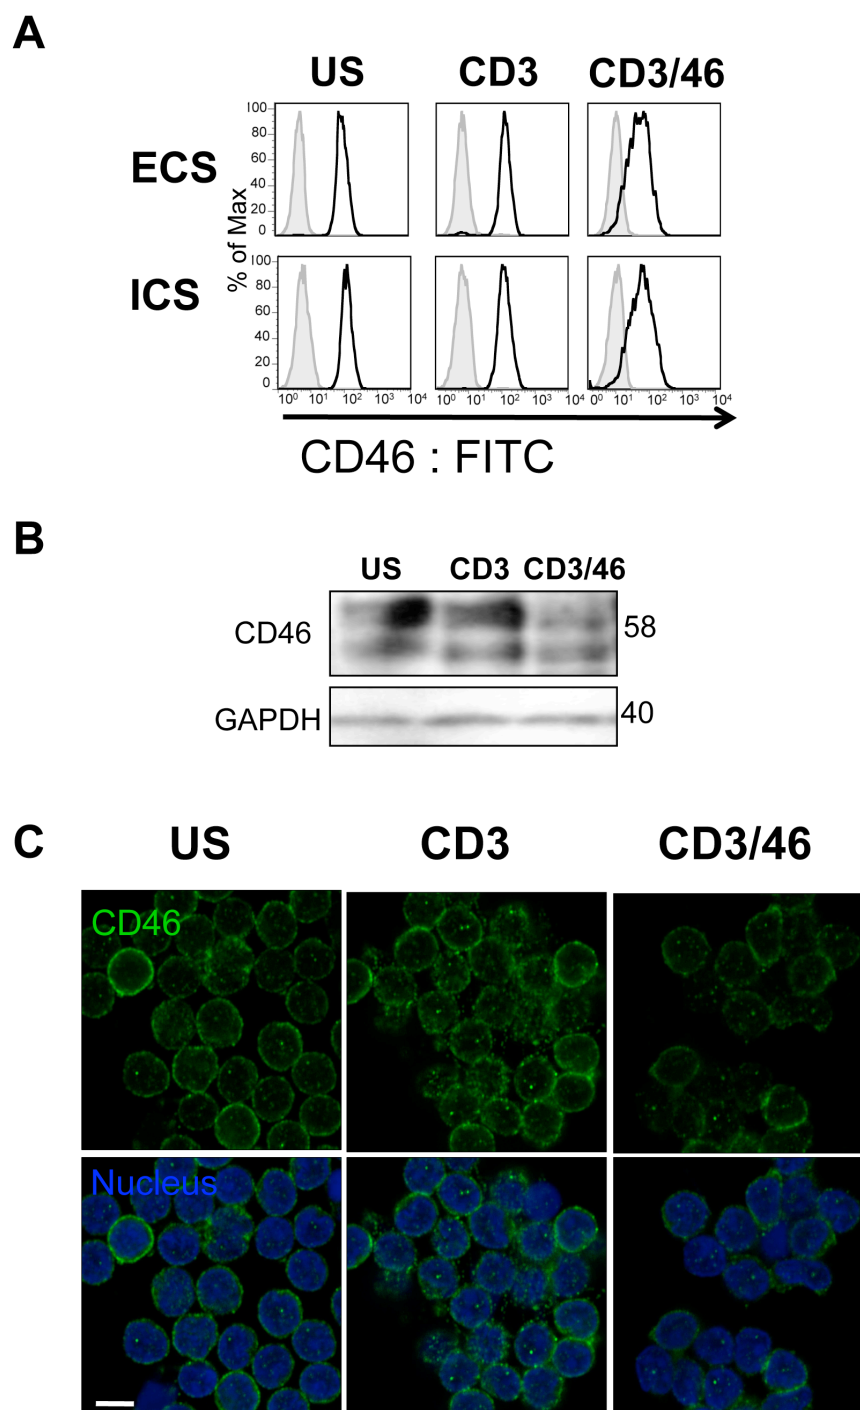 A
US CD3 CD3/46
ECS
100
80
60
40
20
0
% of Max
ICS
100
80
60
40
20
0
10⁰ 10¹ 10² 10³ 10⁴ 10⁰ 10¹ 10² 10³ 10⁴ 0⁰ 10¹ 10² 10³ 10⁴
CD46 : FITC
B
US CD3 CD3/46
CD46 58
GAPDH 40
C
US CD3 CD3/46
CD46
Nucleus